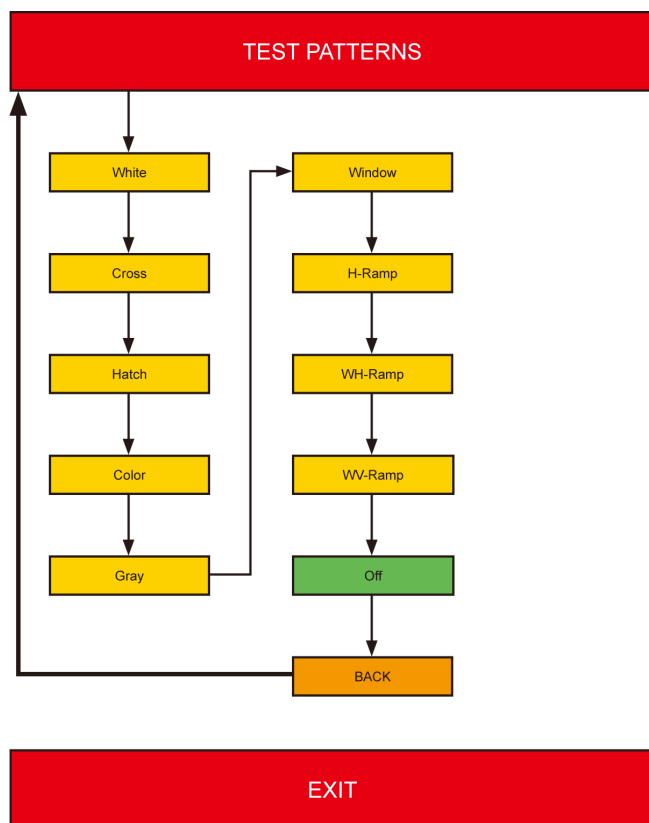 TEST PATTERNS
White
Cross
Hatch
Color
Gray
Window
H-Ramp
WH-Ramp
WV-Ramp
Off
BACK
EXIT